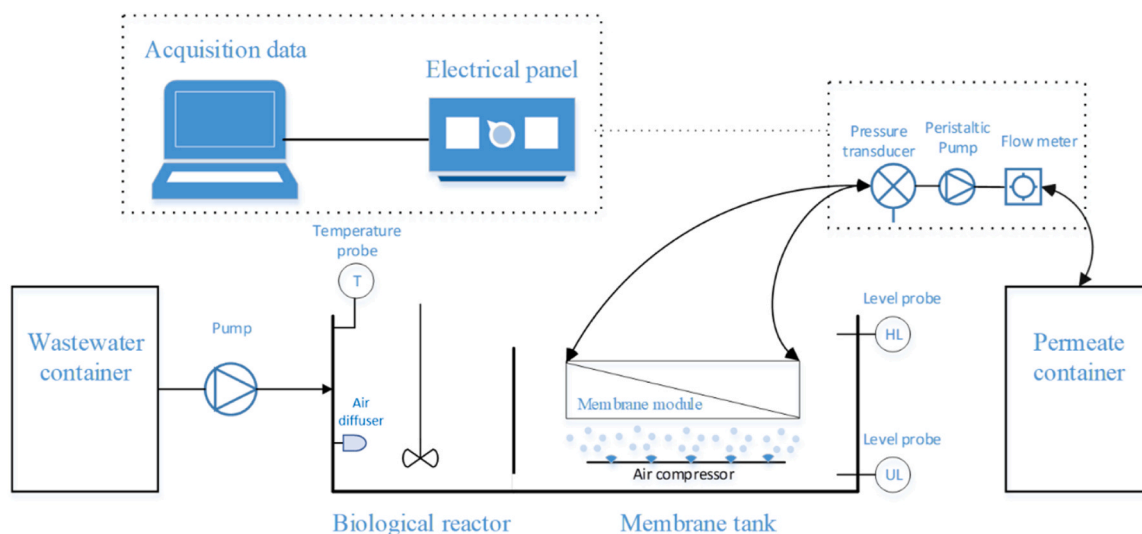 Acquisition data
Electrical panel
Pressure
transducer
Peristaltic
Pump
Flow meter
Temperature
probe
T
Wastewater
container
Pump
Air
diffuser
Membrane module
Air compressor
Level probe
HL
Level probe
UL
Permeate
container
Biological reactor
Membrane tank